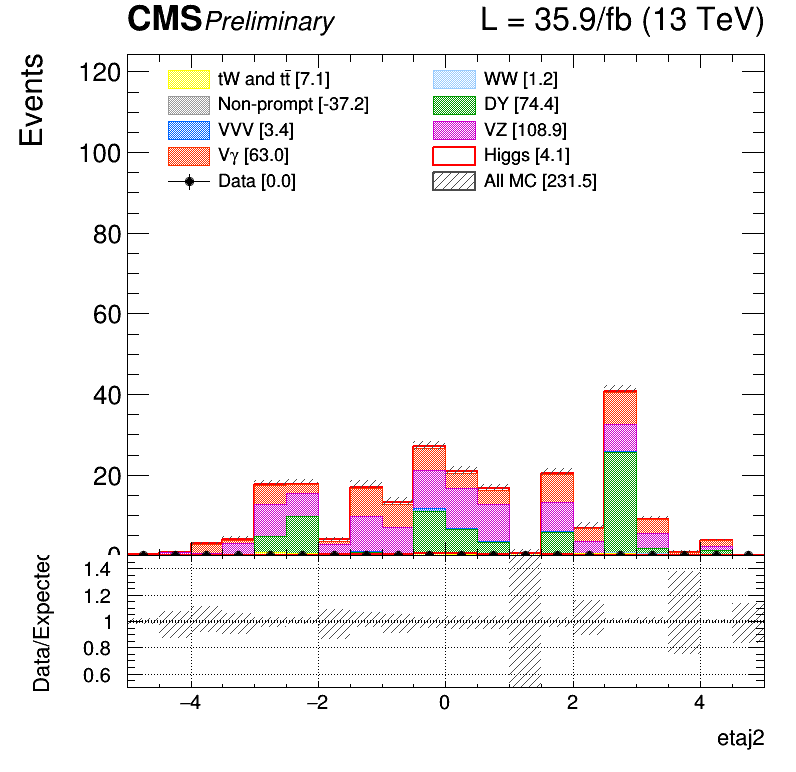 CMS Preliminary L = 35.9/fb (13 TeV)
Events
120
100
80
60
40
20
0
tW and tt̄ [7.1]
WW [1.2]
Non-prompt [-37.2]
DY [74.4]
VVV [3.4]
VZ [108.9]
Vγ [63.0]
Higgs [4.1]
Data [0.0]
All MC [231.5]
Data/Expected
1.4
1.2
1
0.8
0.6
−4 −2 0 2 4
etaj2